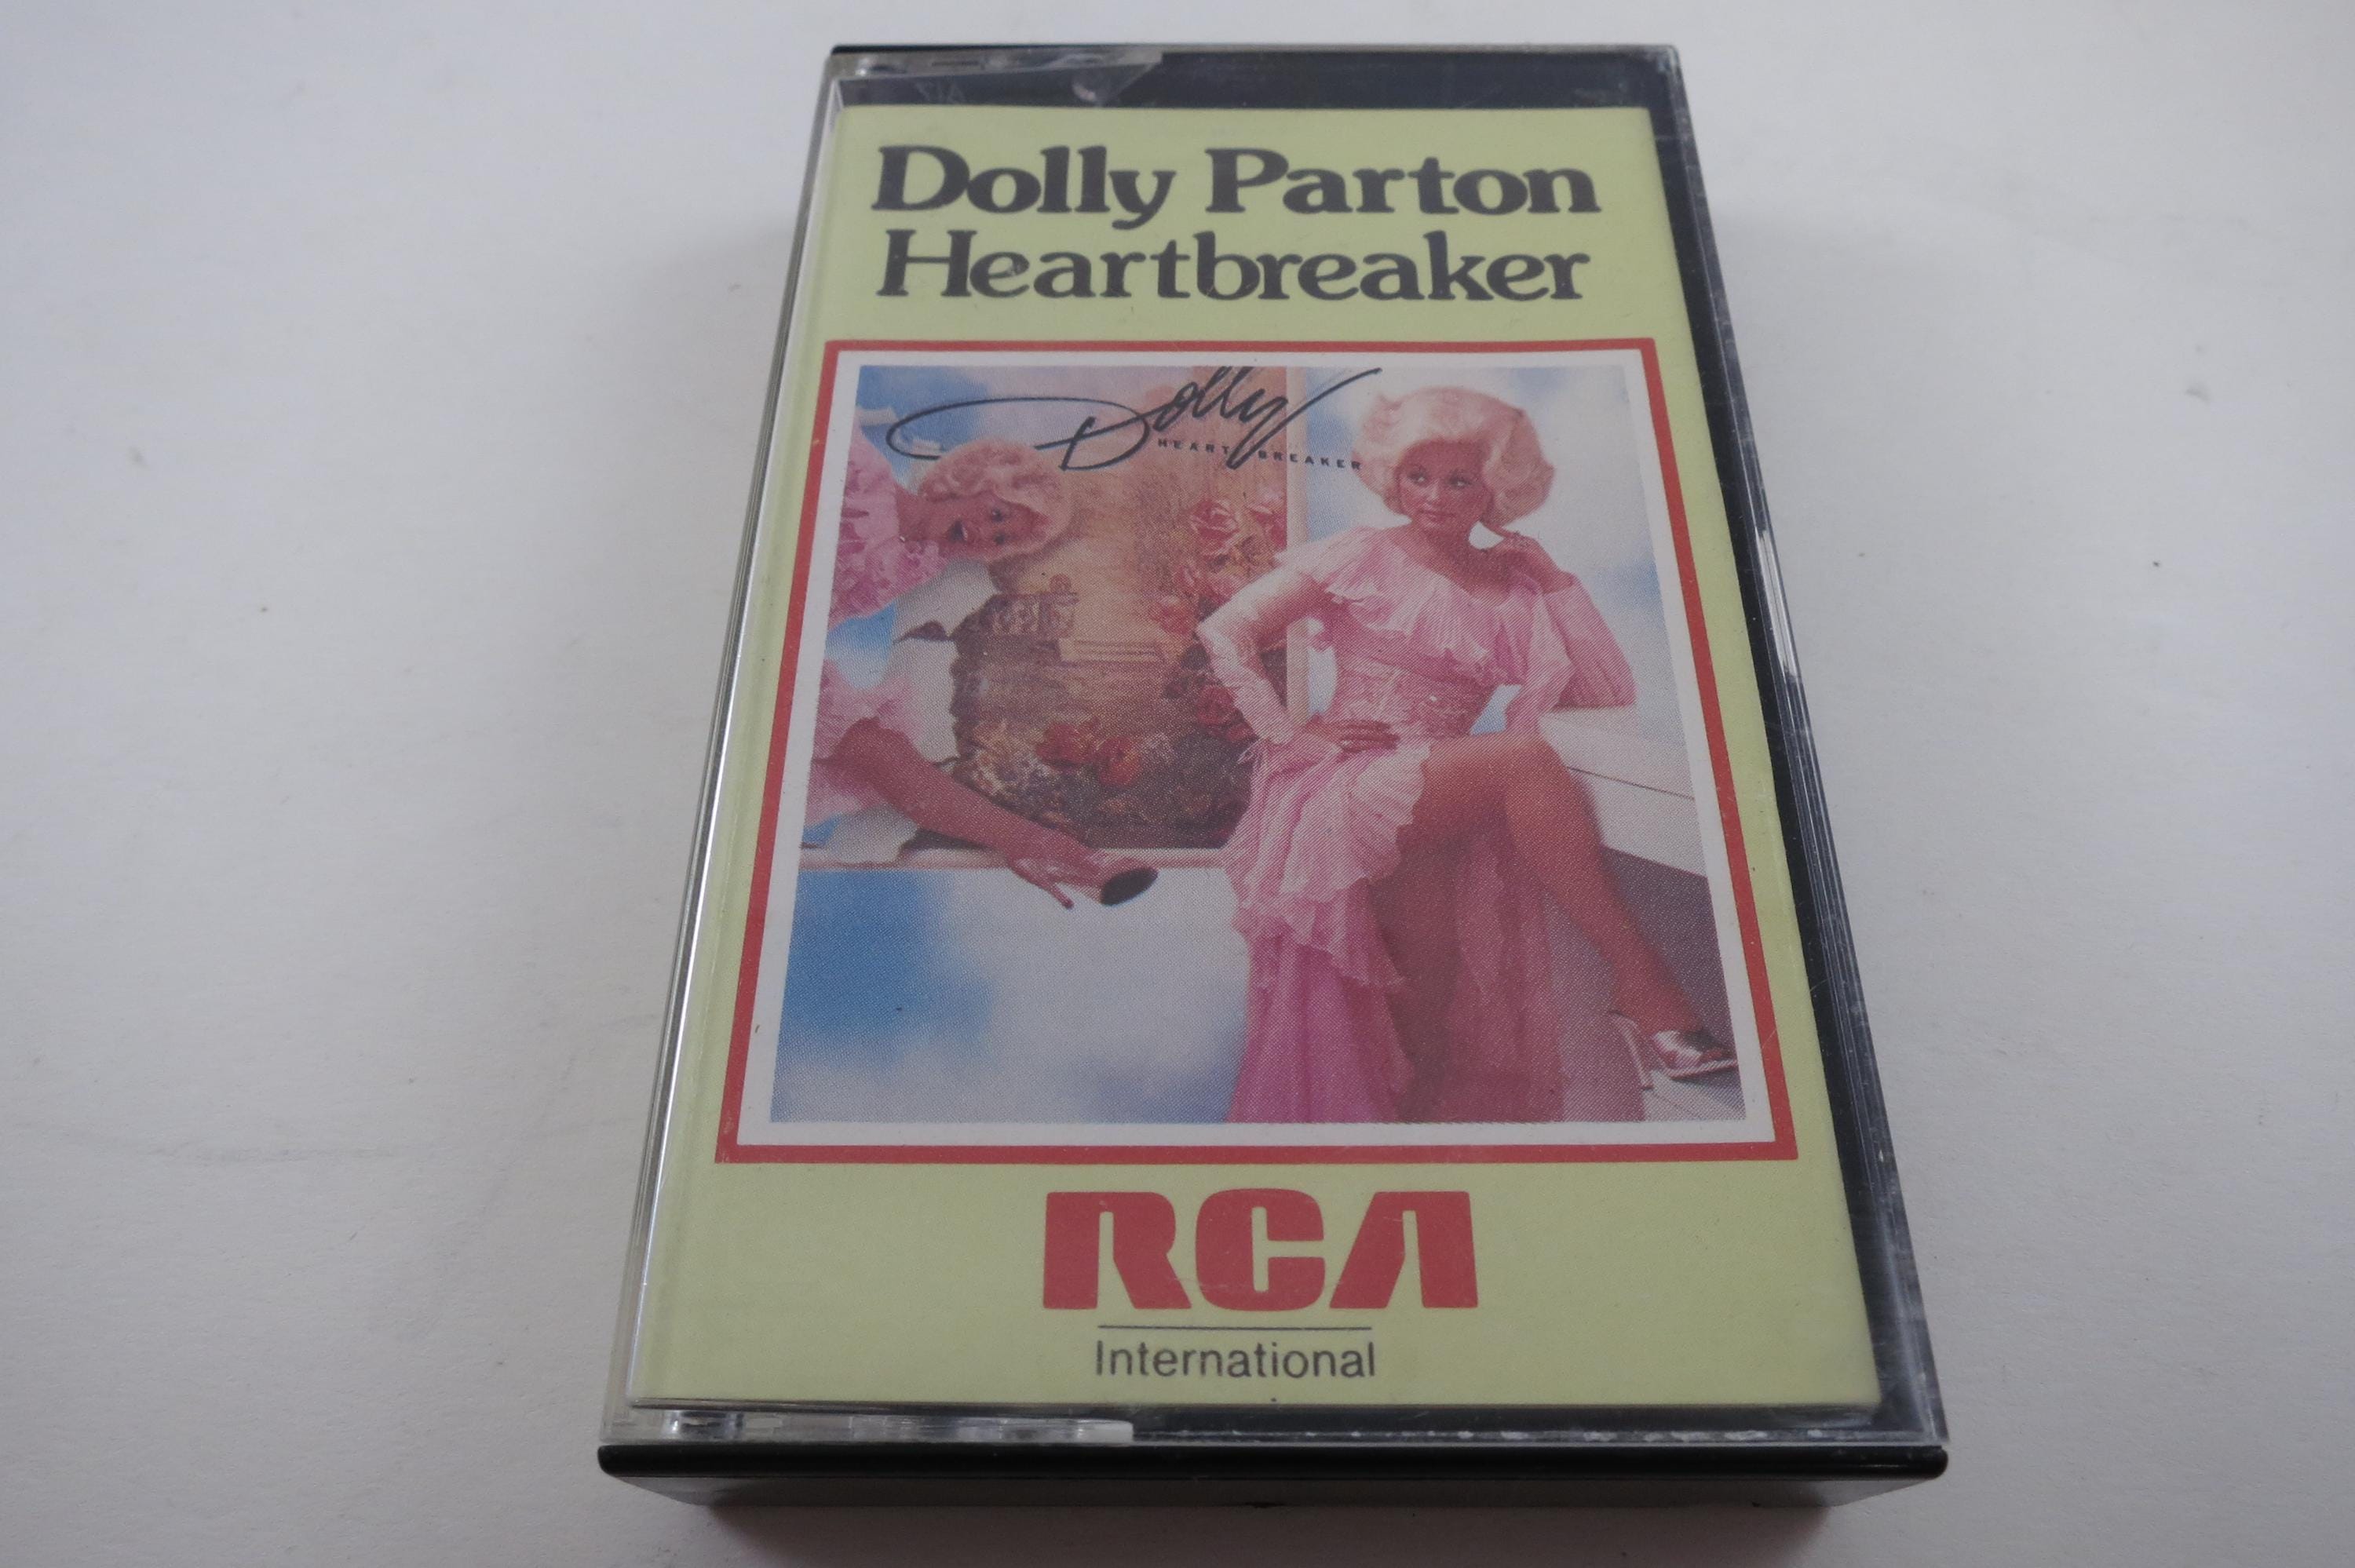 Dolly Parton
Heartbreaker
Dolly
HEART BREAKER
RCA
International